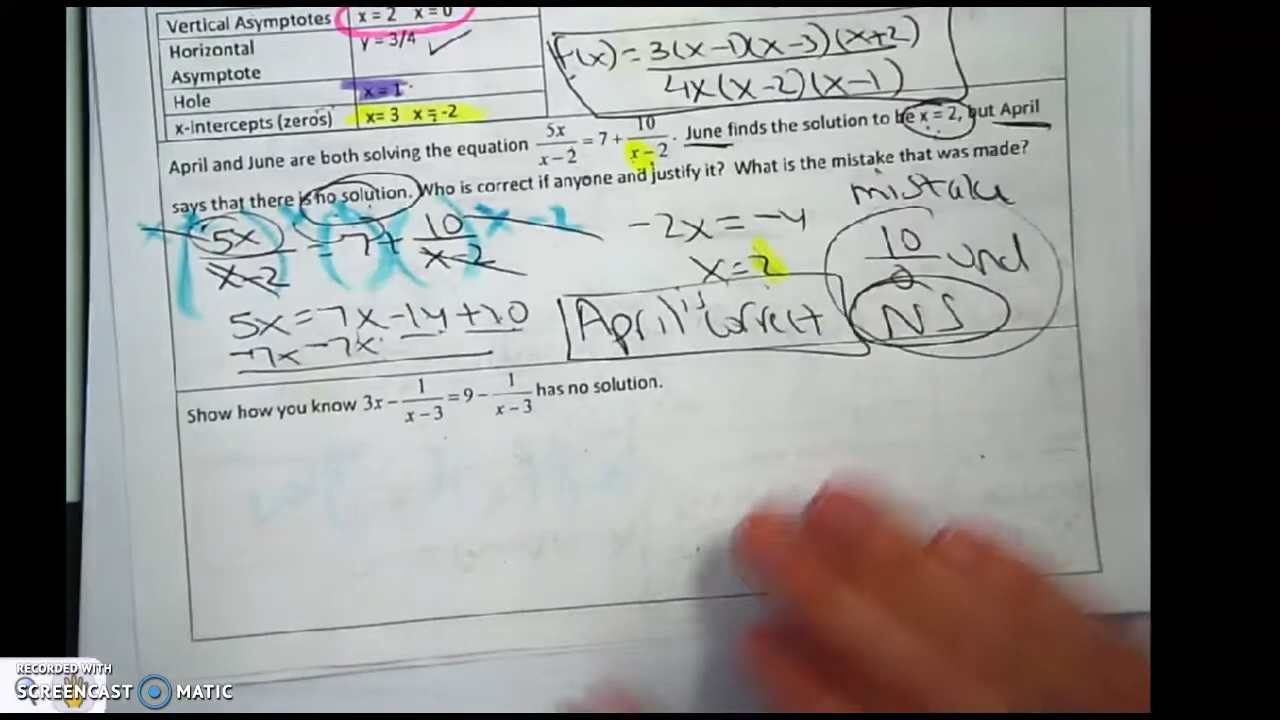 Vertical Asymptotes x = 2 x = 0
Horizontal Asymptote y = 3/4 ✓
Hole x = 1
x-intercepts (zeros) x= 3 x = -2
f(x) = 3(x-1)(x-3)(x+2)
4x(x-2)(x-1)
April and June are both solving the equation 5x/(x-2) = 7 + 10/(x-2). June finds the solution to be x = 2, but April
says that there is no solution. Who is correct if anyone and justify it? What is the mistake that was made?
x-2
5x/(x-2) = 7 + 10/(x-2)
5x = 7x - 14 + 10
-7x -7x
-2x = -4
x = 2
April is correct
mistake
10/0 und
NS
Show how you know 3x - 1/(x-3) = 9 - 1/(x-3) has no solution.
RECORDED WITH
SCREENCAST MATIC